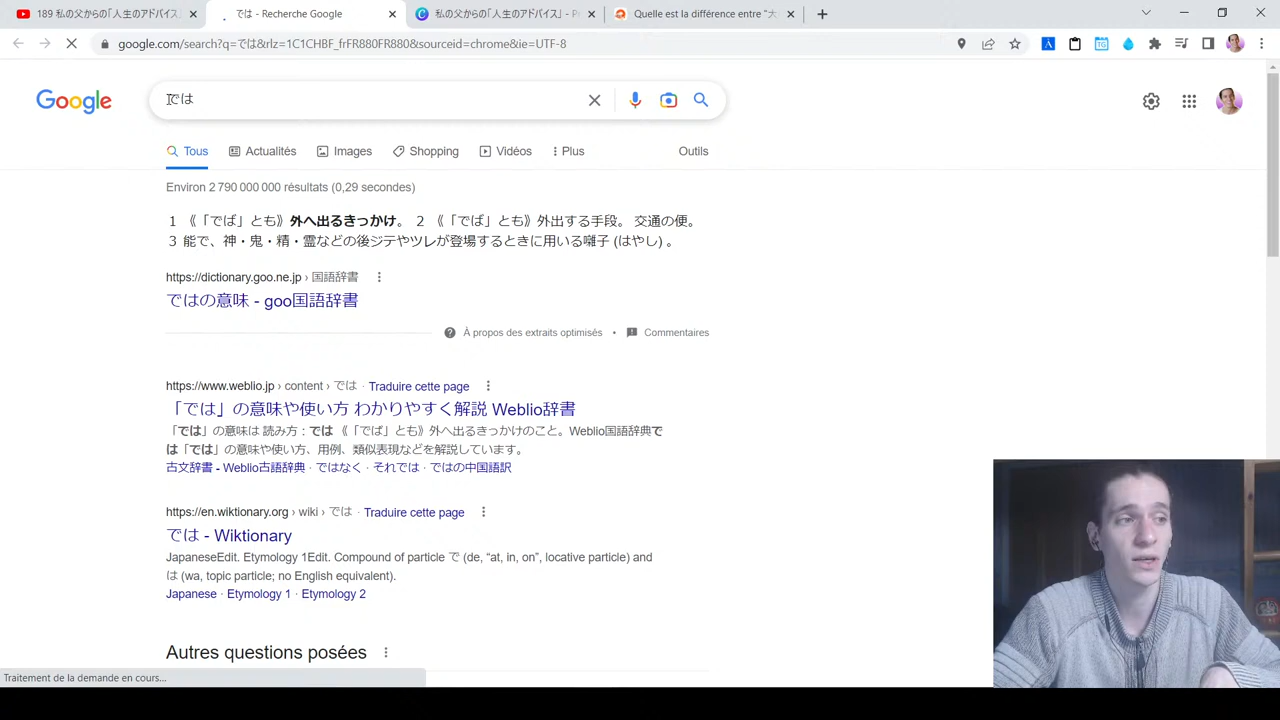 189 私の父からの「人生のアドバイス」
では - Recherche Google
私の父からの「人生のアドバイス」 - P
Quelle est la différence entre "大
google.com/search?q=では&rlz=1C1CHBF_frFR880FR880&sourceid=chrome&ie=UTF-8
Google
では
Tous
Actualités
Images
Shopping
Vidéos
Plus
Outils
Environ 2 790 000 000 résultats (0,29 secondes)
1 《「でば」とも》外へ出るきっかけ。 2 《「でば」とも》外出する手段。 交通の便。
3 能で、神・鬼・精・霊などの後ジテやツレが登場するときに用いる囃子 (はやし) 。
https://dictionary.goo.ne.jp › 国語辞書
ではの意味 - goo国語辞書
À propos des extraits optimisés • Commentaires
https://www.weblio.jp › content › では · Traduire cette page
「では」の意味や使い方 わかりやすく解説 Weblio辞書
「では」の意味は 読み方：では 《「でば」とも》外へ出るきっかけのこと。Weblio国語辞典で
は「では」の意味や使い方、用例、類似表現などを解説しています。
古文辞書 - Weblio古語辞典 · ではなく · それでは · ではの中国語訳
https://en.wiktionary.org › wiki › では · Traduire cette page
では - Wiktionary
JapaneseEdit. Etymology 1Edit. Compound of particle で (de, “at, in, on”, locative particle) and
は (wa, topic particle; no English equivalent).
Japanese · Etymology 1 · Etymology 2
Autres questions posées
Traitement de la demande en cours...